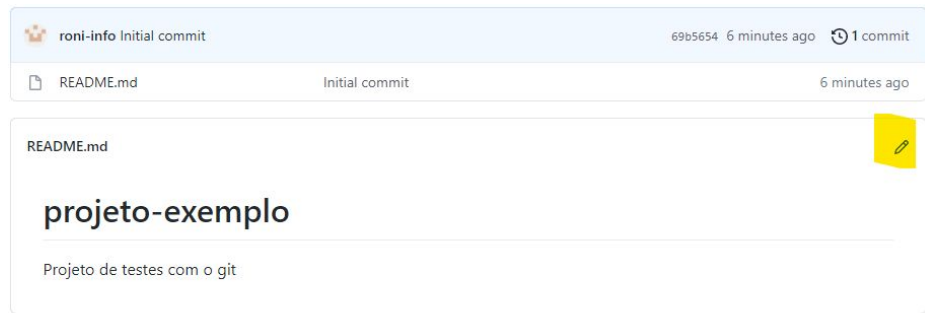 roni-info Initial commit 69b5654 6 minutes ago 1 commit
README.md Initial commit 6 minutes ago
README.md
projeto-exemplo
Projeto de testes com o git